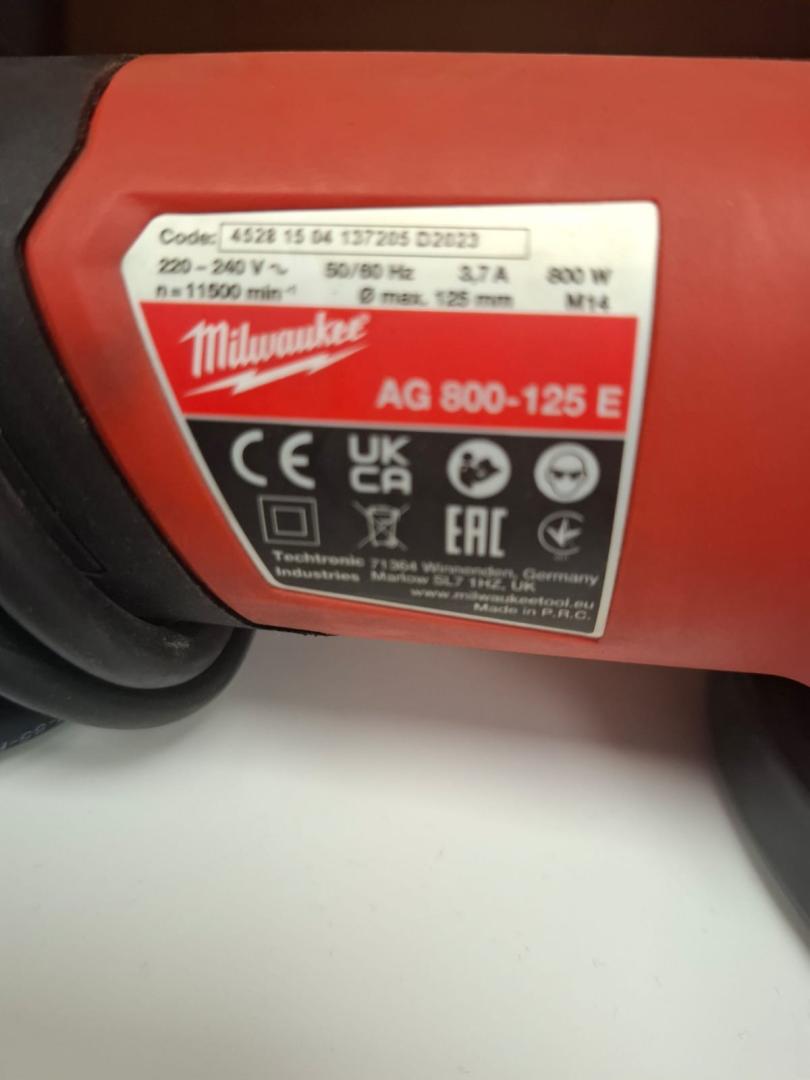 Code: 4528 15 04 137205 D2023
220 – 240 V ~ 50/60 Hz 3,7 A 800 W
n = 11500 min⁻¹ Ø max. 125 mm M14
Milwaukee
AG 800-125 E
CE UK CA
EAC
Techtronic 71364 Winnenden, Germany
Industries Marlow SL7 1HZ, UK
www.milwaukeetool.eu
Made in P.R.C.